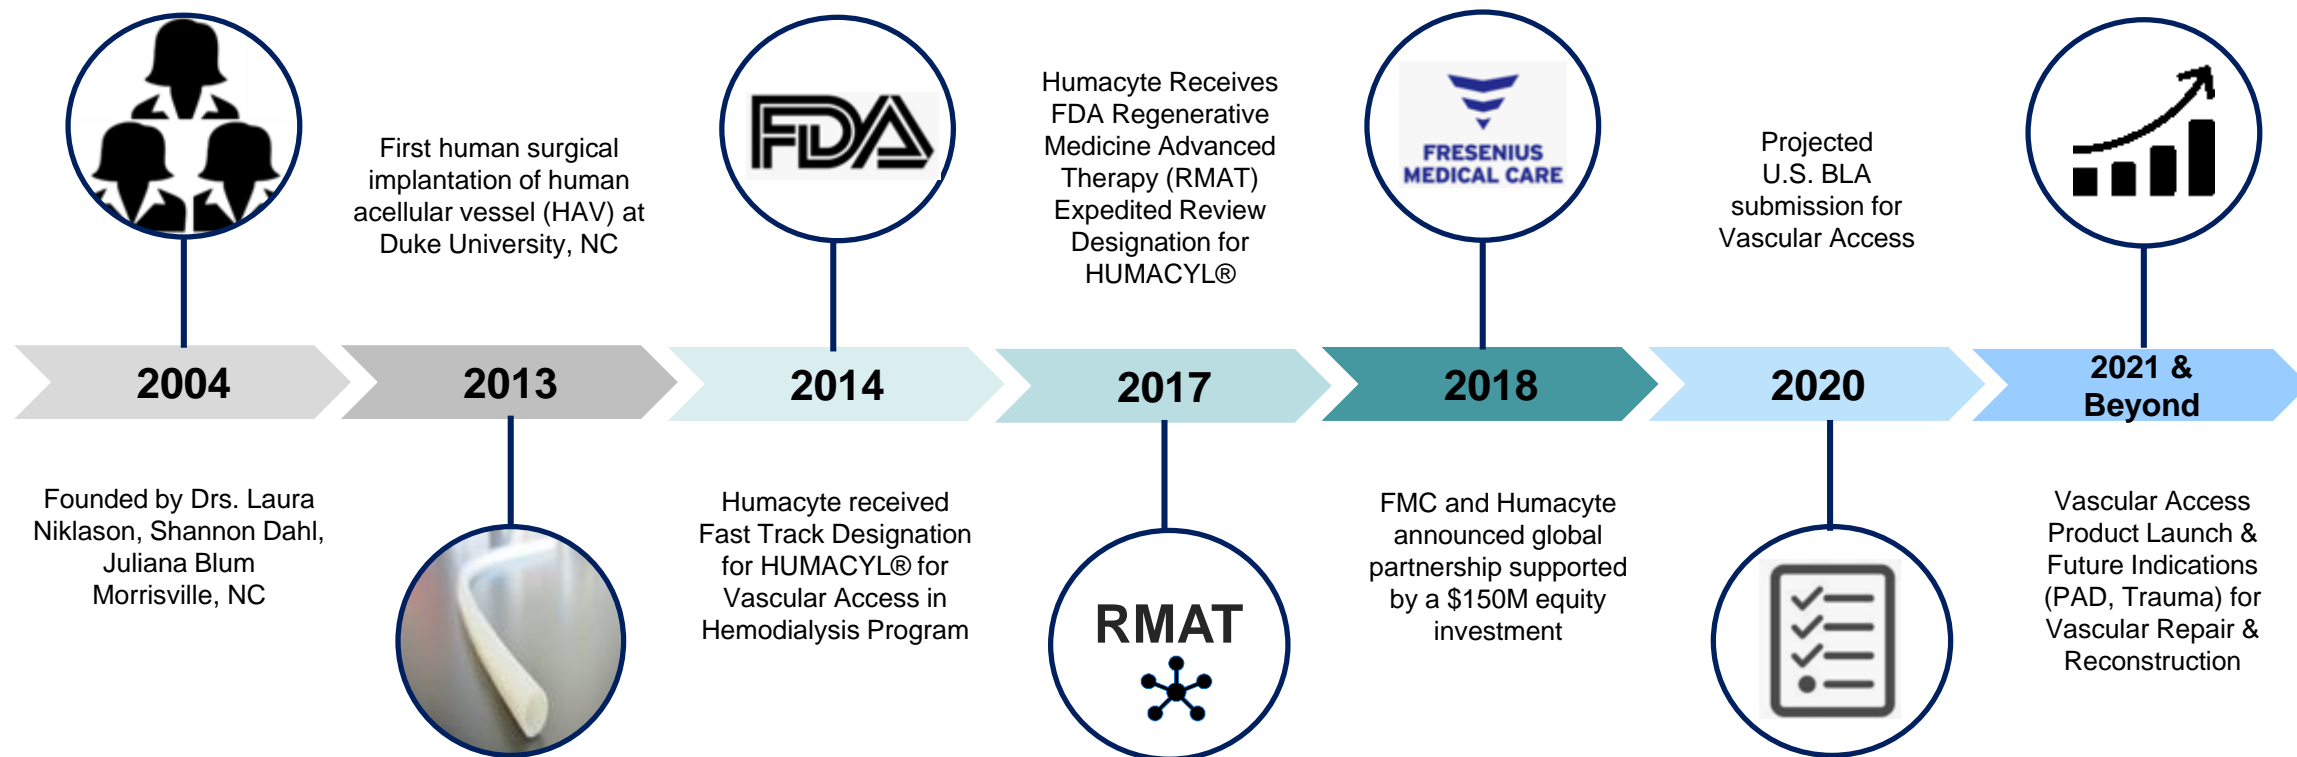 2004
Founded by Drs. Laura
Niklason, Shannon Dahl,
Juliana Blum
Morrisville, NC
First human surgical
implantation of human
acellular vessel (HAV) at
Duke University, NC
2013
FDA
2014
Humacyte received
Fast Track Designation
for HUMACYL® for
Vascular Access in
Hemodialysis Program
Humacyte Receives
FDA Regenerative
Medicine Advanced
Therapy (RMAT)
Expedited Review
Designation for
HUMACYL®
2017
RMAT
FRESENIUS
MEDICAL CARE
2018
FMC and Humacyte
announced global
partnership supported
by a $150M equity
investment
Projected
U.S. BLA
submission for
Vascular Access
2020
2021 &
Beyond
Vascular Access
Product Launch &
Future Indications
(PAD, Trauma) for
Vascular Repair &
Reconstruction